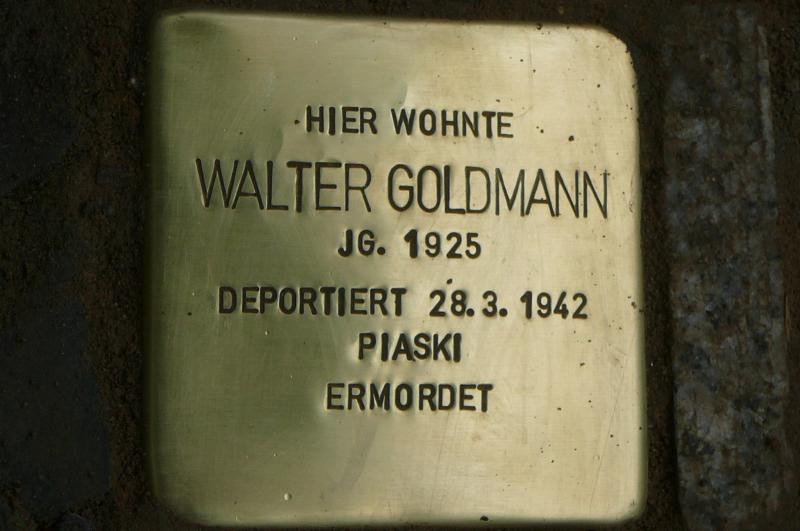 HIER WOHNTE
WALTER GOLDMANN
JG. 1925
DEPORTIERT 28.3.1942
PIASKI
ERMORDET